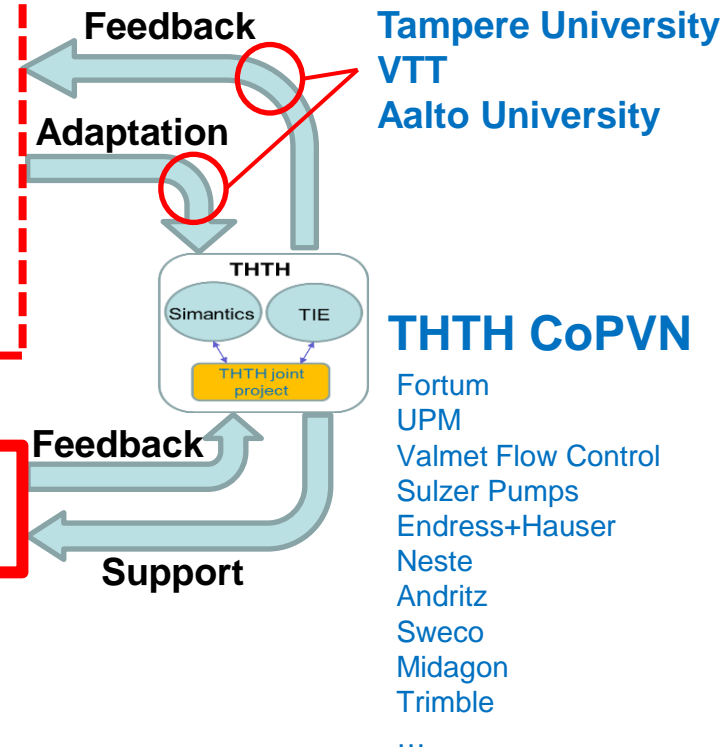 Feedback
Tampere University
VTT
Aalto University
Adaptation
THTH
Simantics
TIE
THTH joint
project
THTH CoPVN
Fortum
UPM
Valmet Flow Control
Sulzer Pumps
Endress+Hauser
Neste
Andritz
Sweco
Midagon
Trimble
...
Feedback
Support